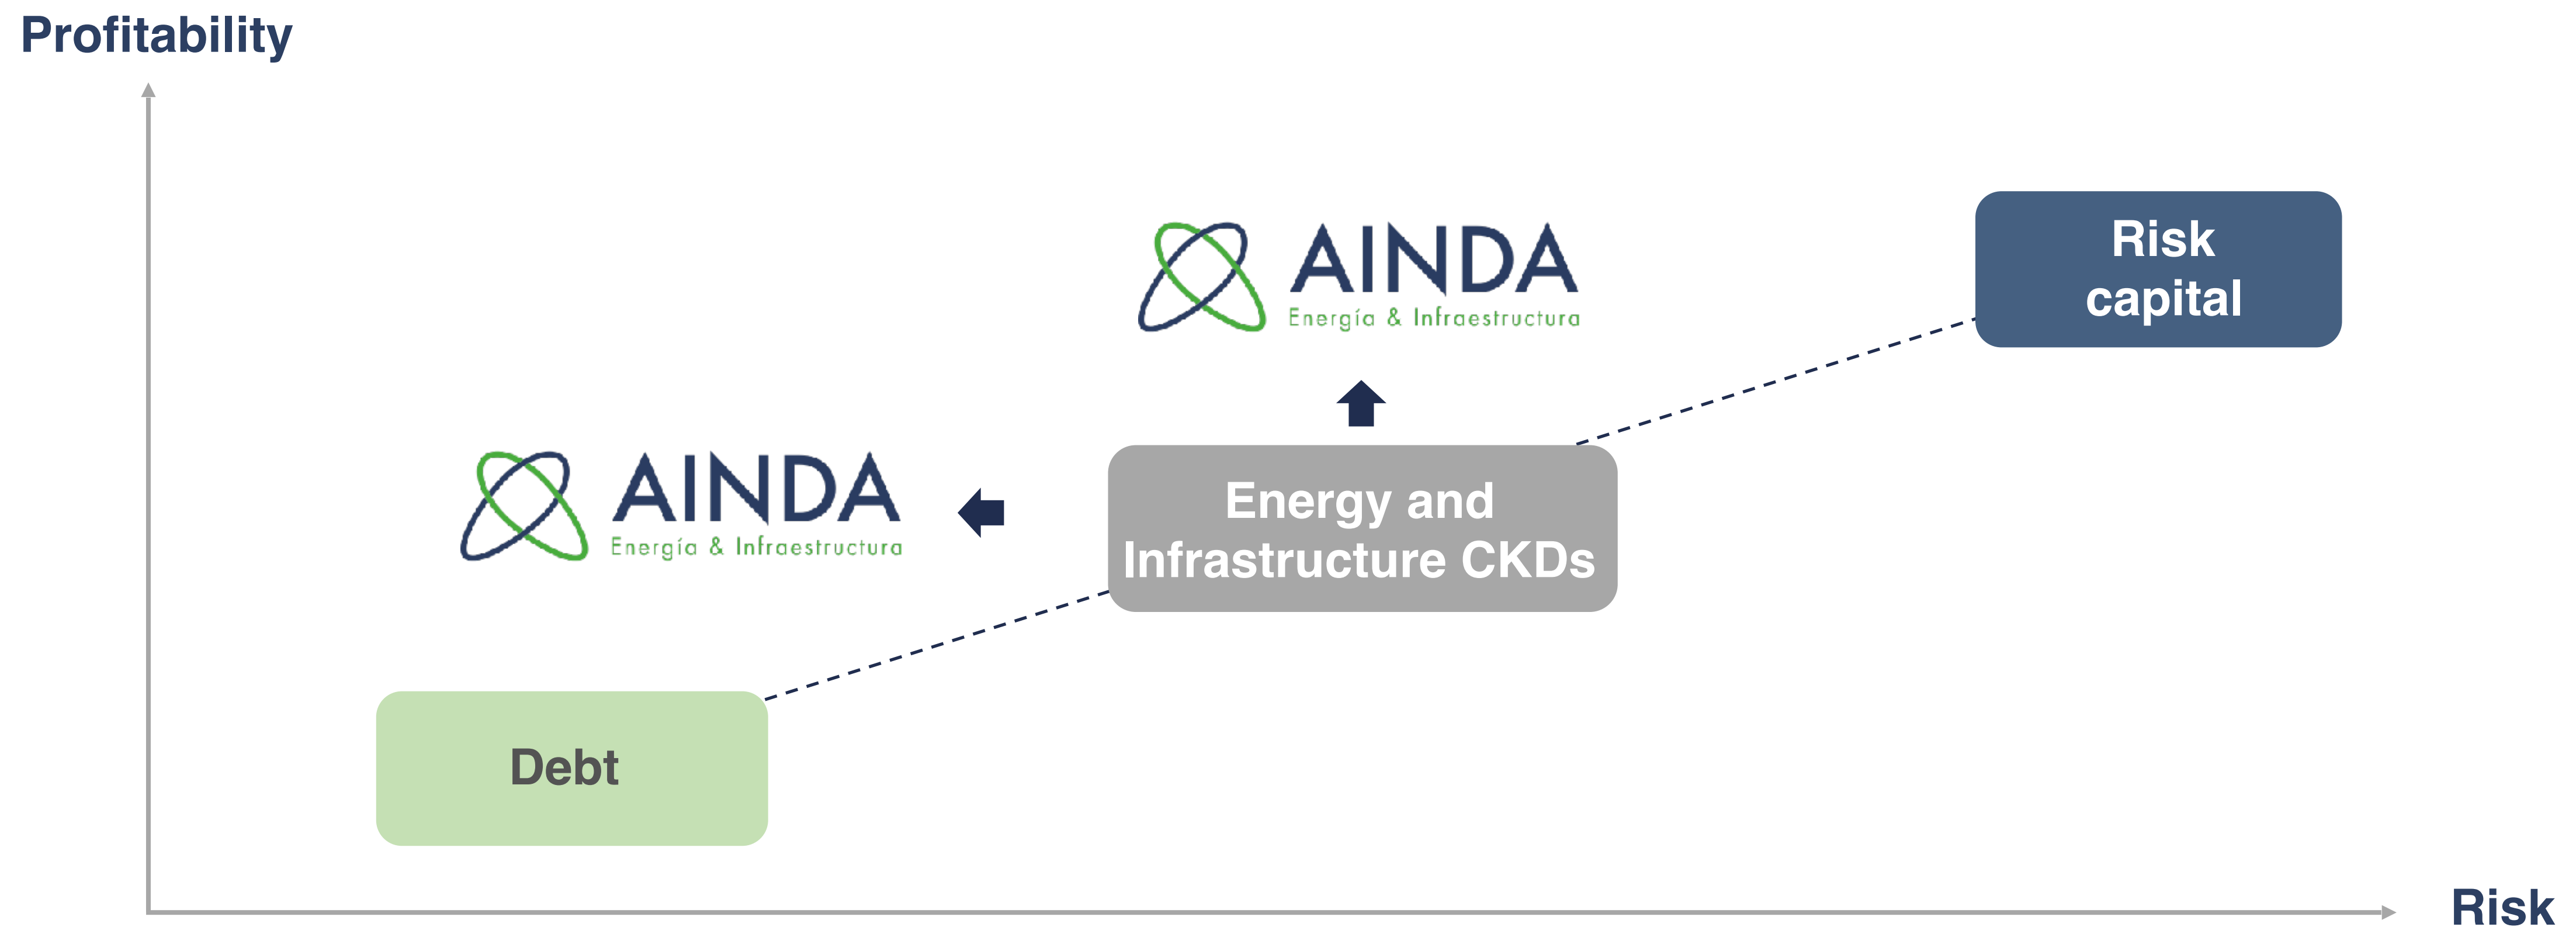 Profitability
AINDA
Energía & Infraestructura
Risk
capital
AINDA
Energía & Infraestructura
Energy and
Infrastructure CKDs
Debt
Risk